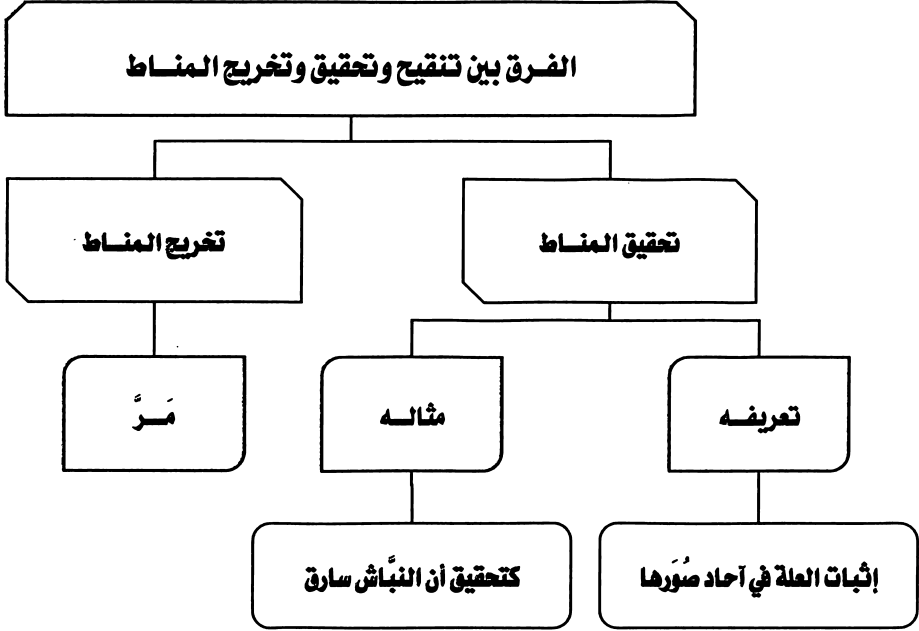 الفرق بين تنقيح وتحقيق وتخريج المناط
تحقيق المناط
تخريج المناط
تعريفه
مثاله
مَرَّ
إثبات العلة في آحاد صُوَرها
كتحقيق أن النبَّاش سارق